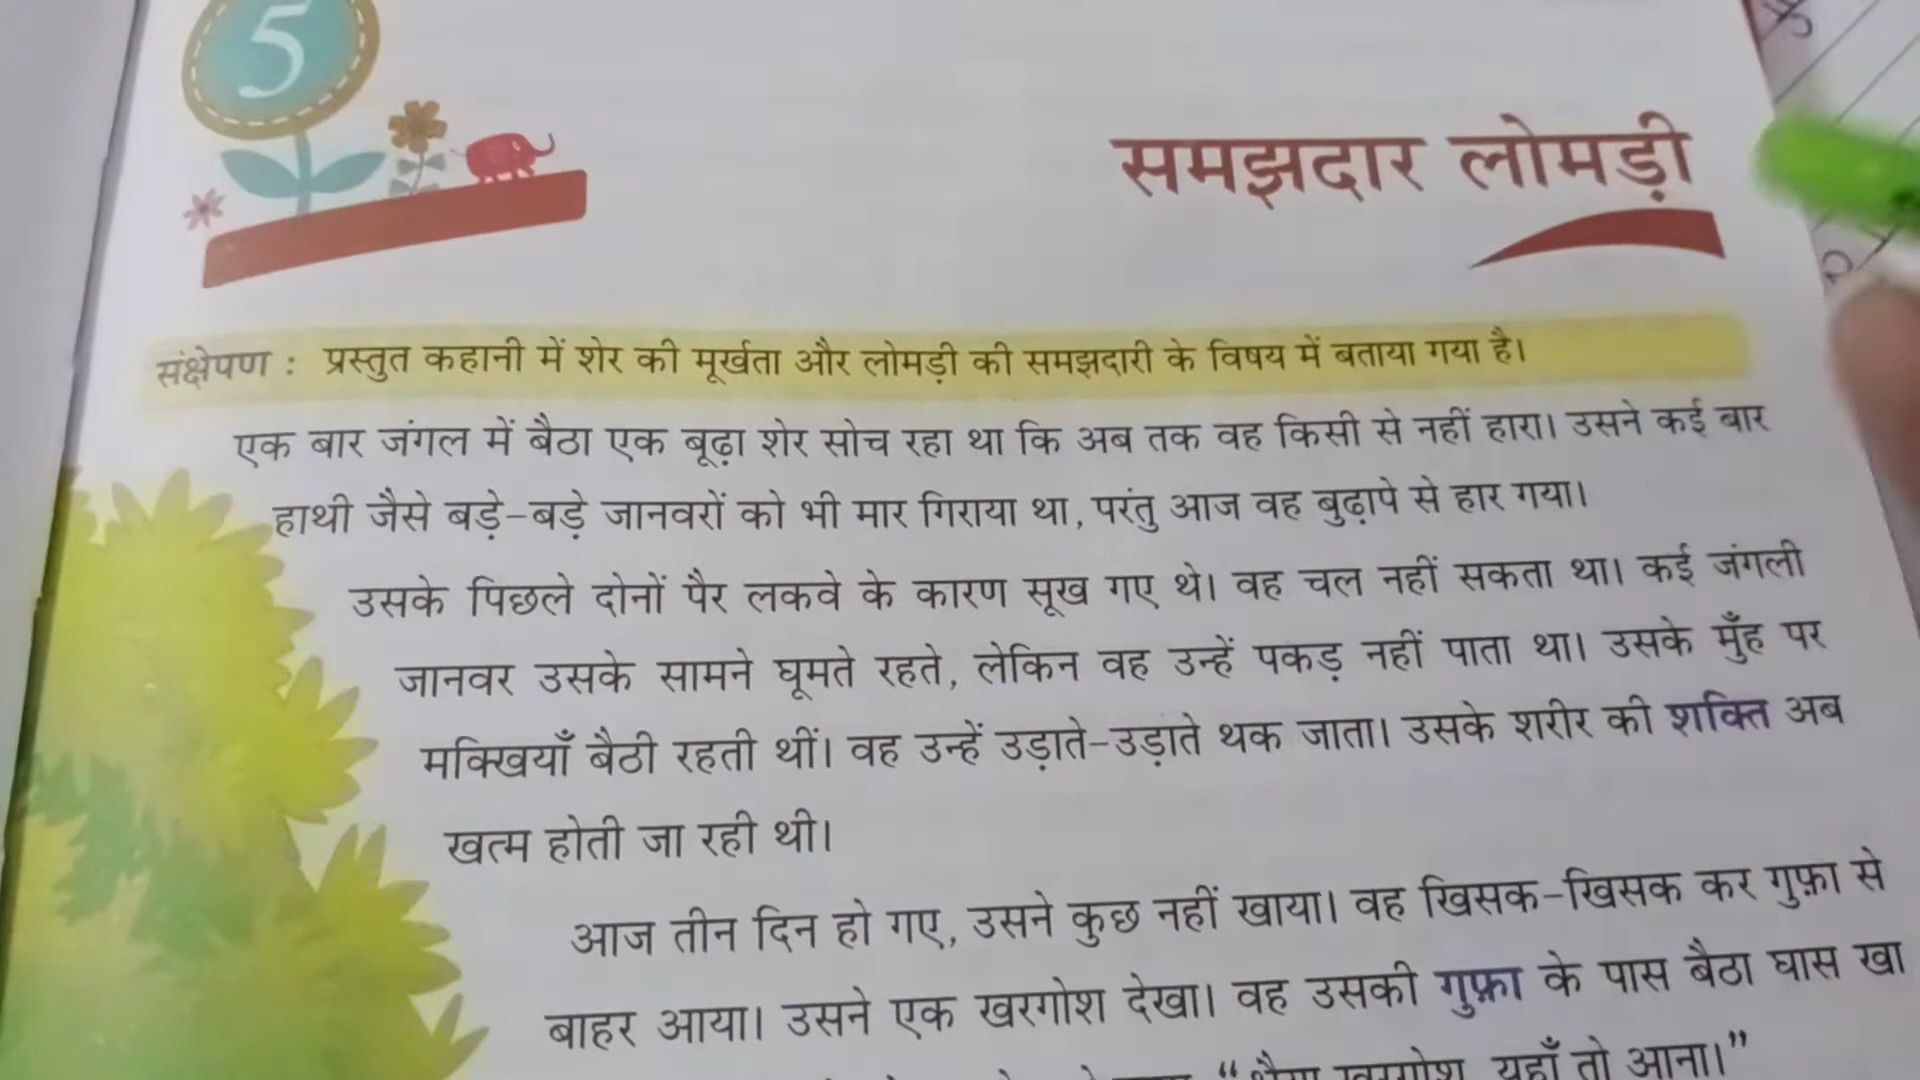 5
समझदार लोमड़ी
संक्षेपण : प्रस्तुत कहानी में शेर की मूर्खता और लोमड़ी की समझदारी के विषय में बताया गया है।
एक बार जंगल में बैठा एक बूढ़ा शेर सोच रहा था कि अब तक वह किसी से नहीं हारा। उसने कई बार
हाथी जैसे बड़े-बड़े जानवरों को भी मार गिराया था, परंतु आज वह बुढ़ापे से हार गया।
उसके पिछले दोनों पैर लकवे के कारण सूख गए थे। वह चल नहीं सकता था। कई जंगली
जानवर उसके सामने घूमते रहते, लेकिन वह उन्हें पकड़ नहीं पाता था। उसके मुँह पर
मक्खियाँ बैठी रहती थीं। वह उन्हें उड़ाते-उड़ाते थक जाता। उसके शरीर की शक्ति अब
खत्म होती जा रही थी।
आज तीन दिन हो गए, उसने कुछ नहीं खाया। वह खिसक-खिसक कर गुफ़ा से
बाहर आया। उसने एक खरगोश देखा। वह उसकी गुफ़ा के पास बैठा घास खा
“भैया खरगोश, यहाँ तो आना।”